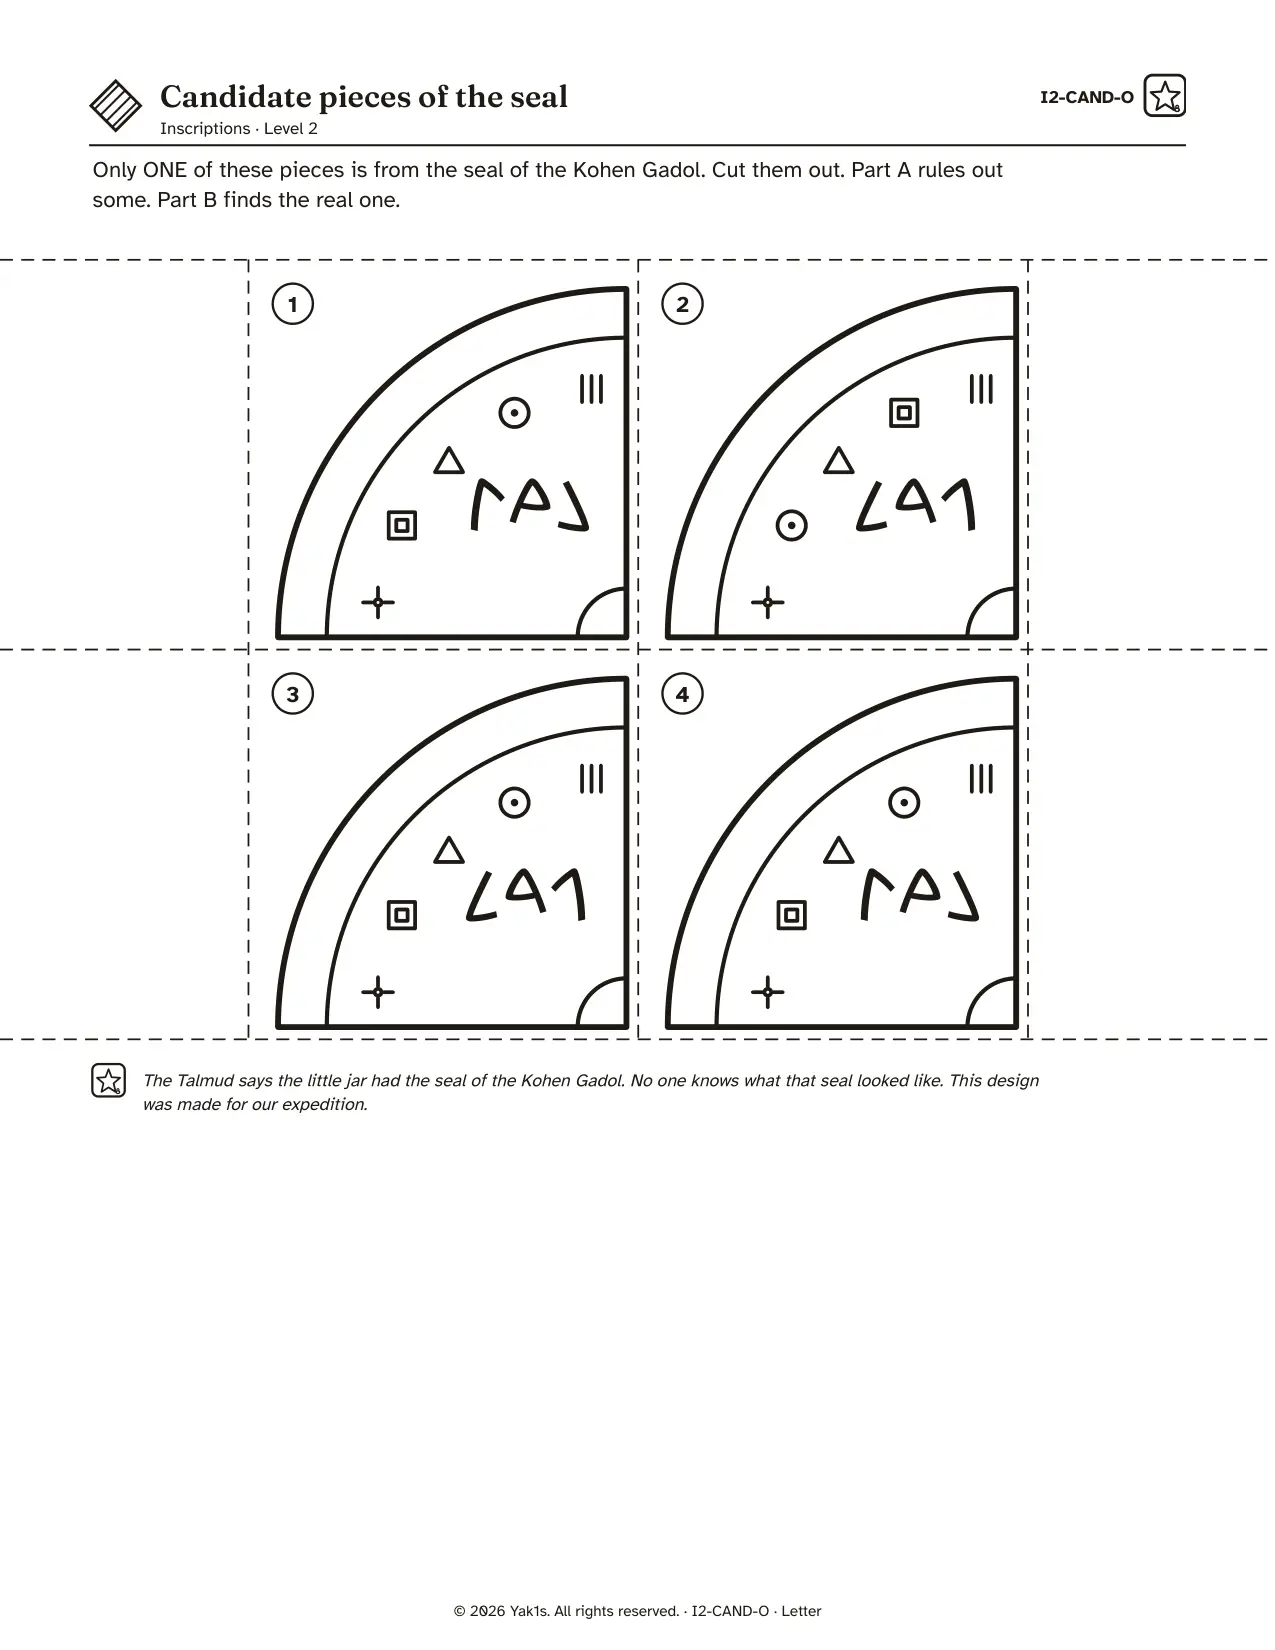 Candidate pieces of the seal
Inscriptions · Level 2
I2-CAND-O
Only ONE of these pieces is from the seal of the Kohen Gadol. Cut them out. Part A rules out
some. Part B finds the real one.
1
2
3
4
The Talmud says the little jar had the seal of the Kohen Gadol. No one knows what that seal looked like. This design
was made for our expedition.
© 2026 Yak1s. All rights reserved. · I2-CAND-O · Letter